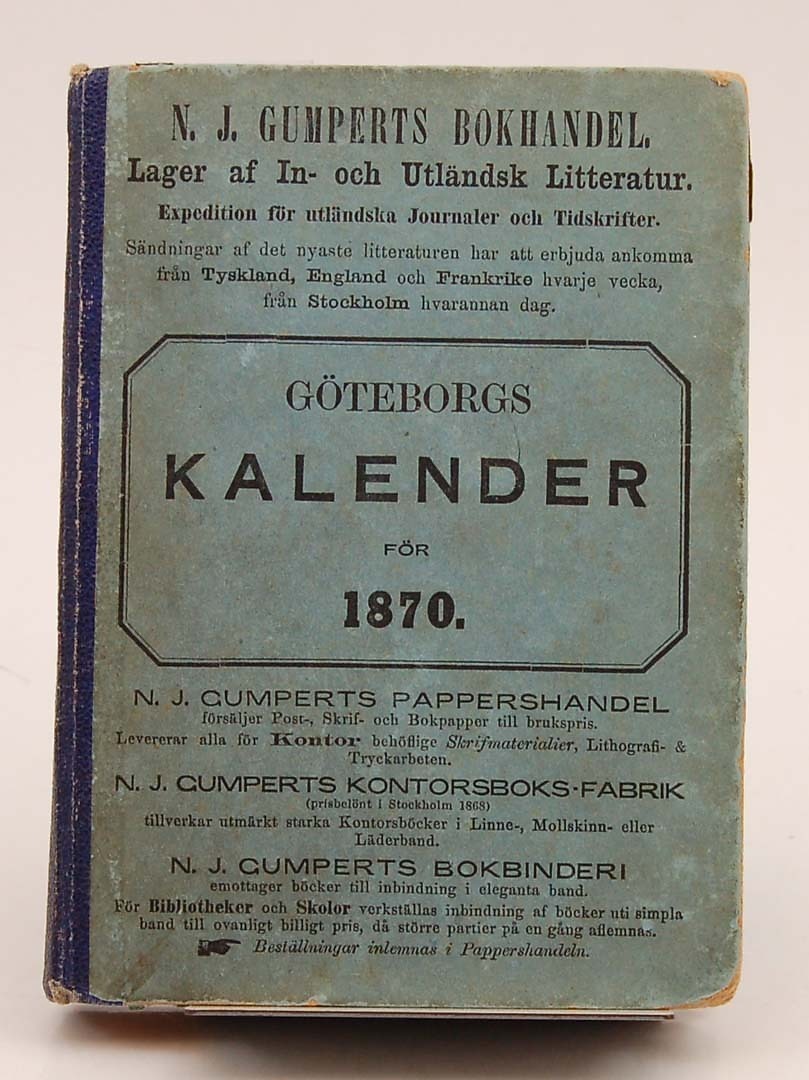 N. J. GUMPERTS BOKHANDEL.
Lager af In- och Utländsk Litteratur.
Expedition för utländska Journaler och Tidskrifter.
Sändningar af det nyaste litteraturen har att erbjuda ankomma
från Tyskland, England och Frankrike hvarje vecka,
från Stockholm hvarannan dag.
GÖTEBORGS
KALENDER
FÖR
1870.
N. J. GUMPERTS PAPPERSHANDEL
försäljer Post-, Skrif- och Bokpapper till brukspris.
Levererar alla för Kontor behöflige Skrifmaterialier, Lithografi- &
Tryckarbeten.
N. J. GUMPERTS KONTORSBOKS-FABRIK
(prisbelönt i Stockholm 1868)
tillverkar utmärkt starka Kontorsböcker i Linne-, Mollskinn- eller
Läderband.
N. J. GUMPERTS BOKBINDERI
emottager böcker till inbindning i eleganta band.
För Bibliotheker och Skolor verkställas inbindning af böcker uti simpla
band till ovanligt billigt pris, då större partier på en gång aflemnas.
Beställningar inlemnas i Pappershandeln.